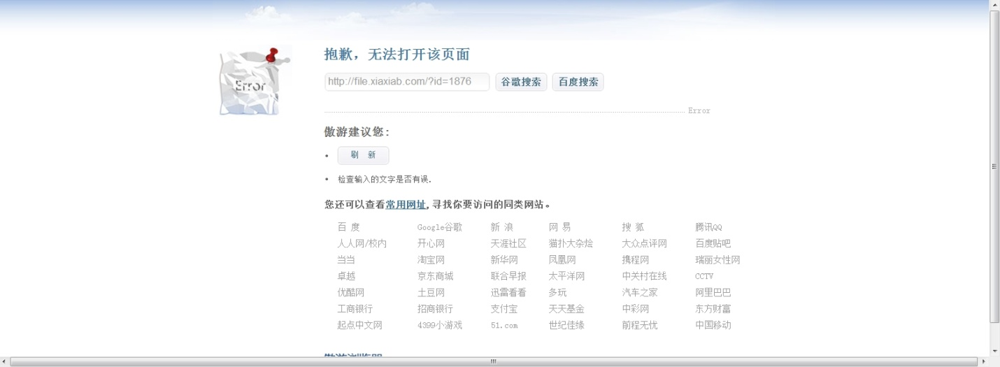 Error
抱歉，无法打开该页面
http://file.xiaxiab.com/?id=1876 谷歌搜索 百度搜索
Error
傲游建议您：
• 刷 新
• 检查输入的文字是否有误.
您还可以查看常用网址,寻找你要访问的同类网站。
百 度 Google谷歌 新 浪 网 易 搜 狐 腾讯QQ
人人网/校内 开心网 天涯社区 猫扑大杂烩 大众点评网 百度贴吧
当当 淘宝网 新华网 凤凰网 携程网 瑞丽女性网
卓越 京东商城 联合早报 太平洋网 中关村在线 CCTV
优酷网 土豆网 迅雷看看 多玩 汽车之家 阿里巴巴
工商银行 招商银行 支付宝 天天基金 中彩网 东方财富
起点中文网 4399小游戏 51.com 世纪佳缘 前程无忧 中国移动